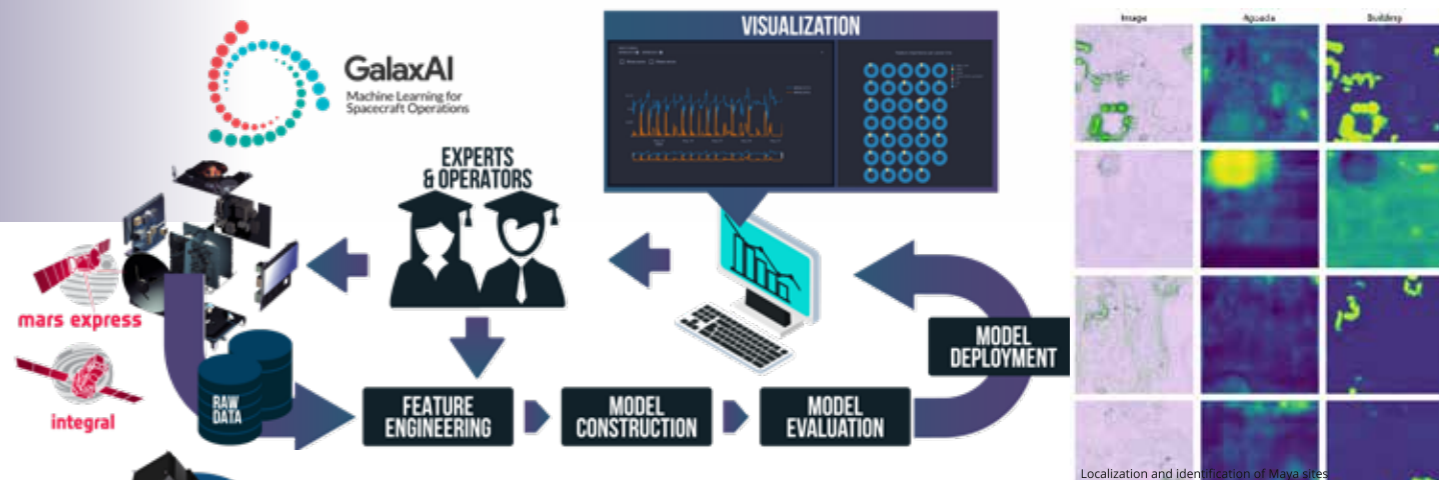 GalaxAI
Machine Learning for
Spacecraft Operations
VISUALIZATION
EXPERTS
& OPERATORS
mars express
integral
RAW
DATA
FEATURE
ENGINEERING
MODEL
CONSTRUCTION
MODEL
EVALUATION
MODEL
DEPLOYMENT
Image
Aguada
Building
Localization and identification of Maya sites